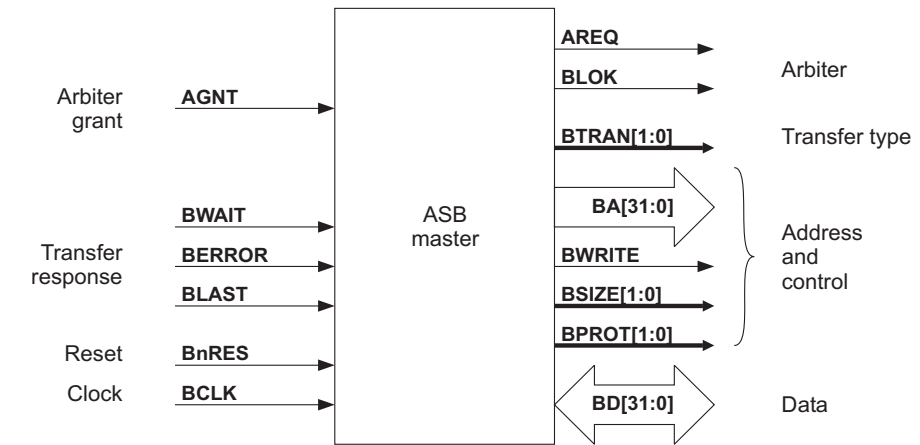 AREQ
BLOK
Arbiter
Arbiter
grant
AGNT
BTRAN[1:0]
Transfer type
BA[31:0]
ASB
master
BWAIT
Transfer
response
BERROR
BWRITE
Address
and
control
BLAST
BSIZE[1:0]
Reset
BnRES
BPROT[1:0]
Clock
BCLK
BD[31:0]
Data